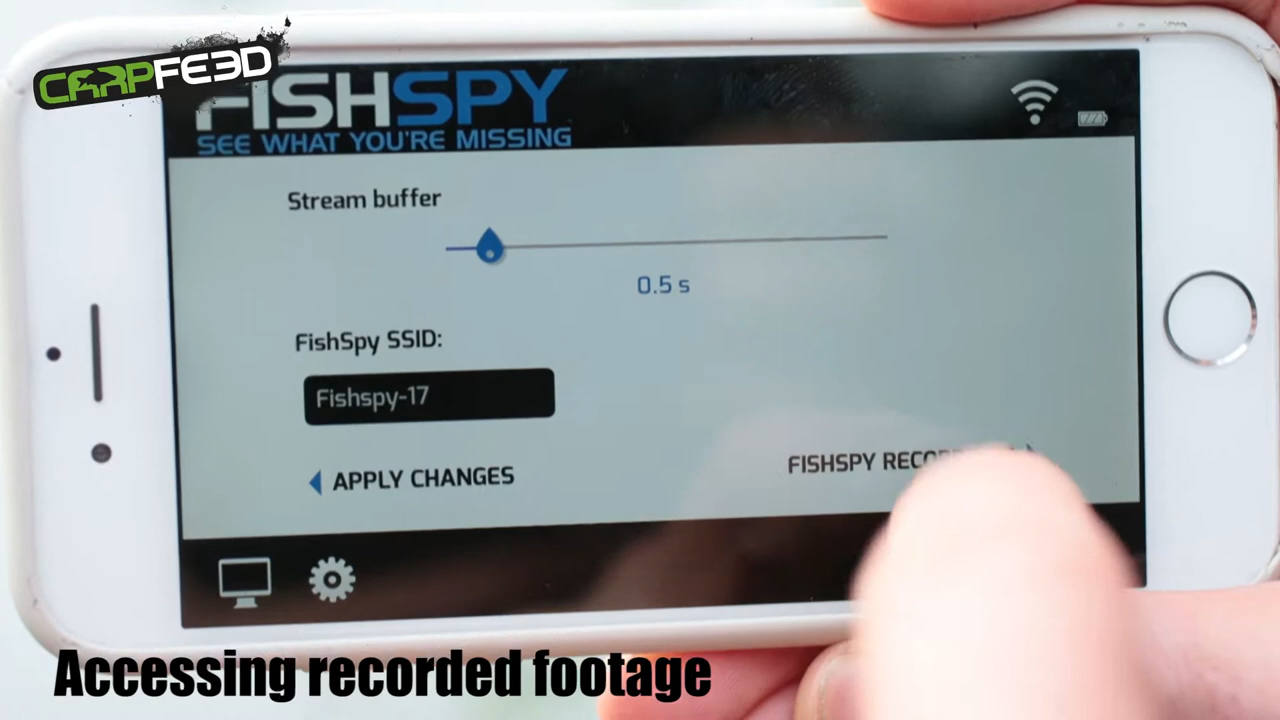 CARPFE3D
FISHSPY
SEE WHAT YOU'RE MISSING
Stream buffer
0.5 s
FishSpy SSID:
Fishspy-17
APPLY CHANGES
FISHSPY
Accessing recorded footage